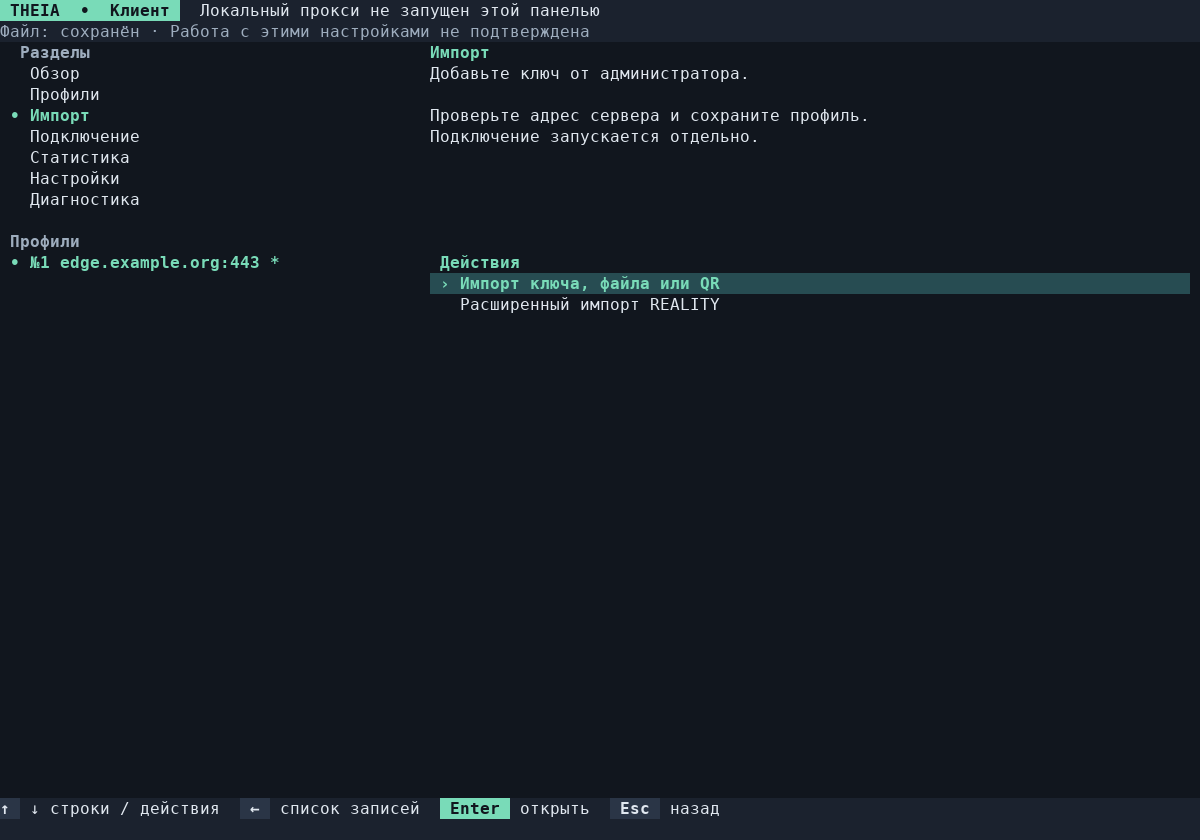 THEIA • Клиент Локальный прокси не запущен этой панелью
Файл: сохранён · Работа с этими настройками не подтверждена
Разделы
Обзор
Профили
• Импорт
Подключение
Статистика
Настройки
Диагностика
Профили
• №1 edge.example.org:443 *
Импорт
Добавьте ключ от администратора.
Проверьте адрес сервера и сохраните профиль.
Подключение запускается отдельно.
Действия
› Импорт ключа, файла или QR
Расширенный импорт REALITY
↑ ↓ строки / действия ← список записей Enter открыть Esc назад